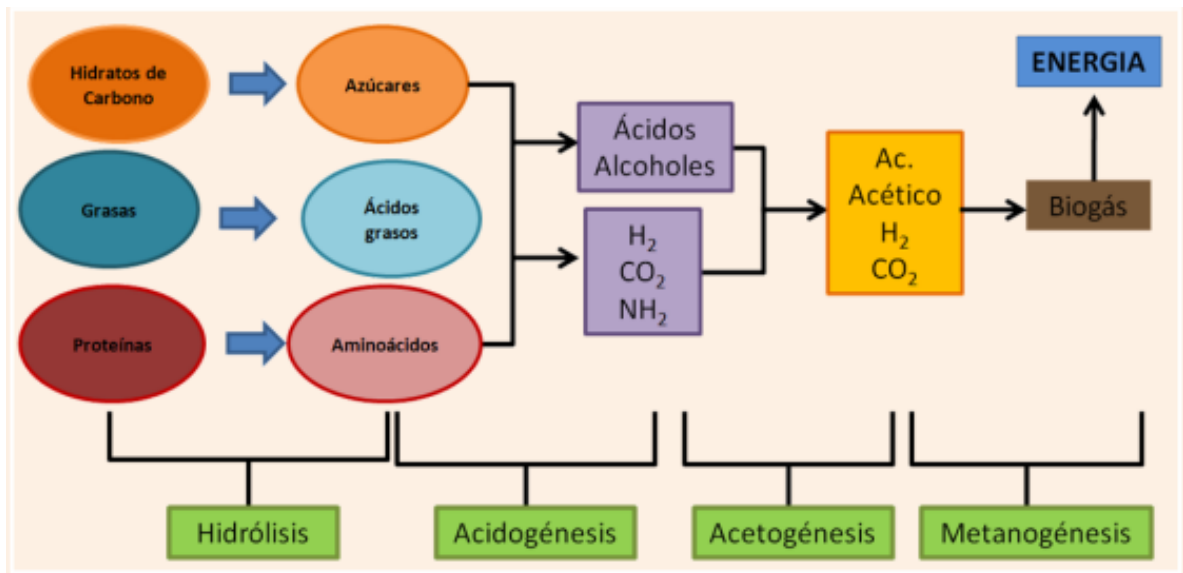 Hidratos de
Carbono
Azúcares
Grasas
Ácidos
grasos
Proteínas
Aminoácidos
Ácidos
Alcoholes
H₂
CO₂
NH₂
Ac.
Acético
H₂
CO₂
Biogás
ENERGIA
Hidrólisis
Acidogénesis
Acetogénesis
Metanogénesis